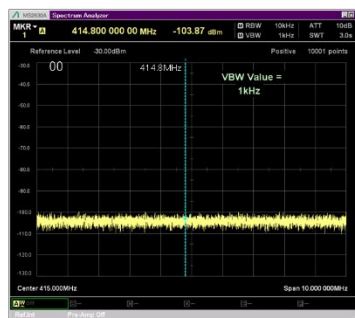 Spectrum Analyzer
MKR 1 414.800 000 00 MHz -103.87 dBm RBW 10kHz ATT 10dB
VBW 1kHz SWT 3.0s
Reference Level -30.00dBm Positive 10001 points
00 414.8MHz
VBW Value =
1kHz
-30.0
-40.0
-50.0
-60.0
-70.0
-80.0
-90.0
-100.0
-110.0
-120.0
-130.0
Center 415.000MHz Span 10.000 000MHz
Ref.Int Pre-Amp Off